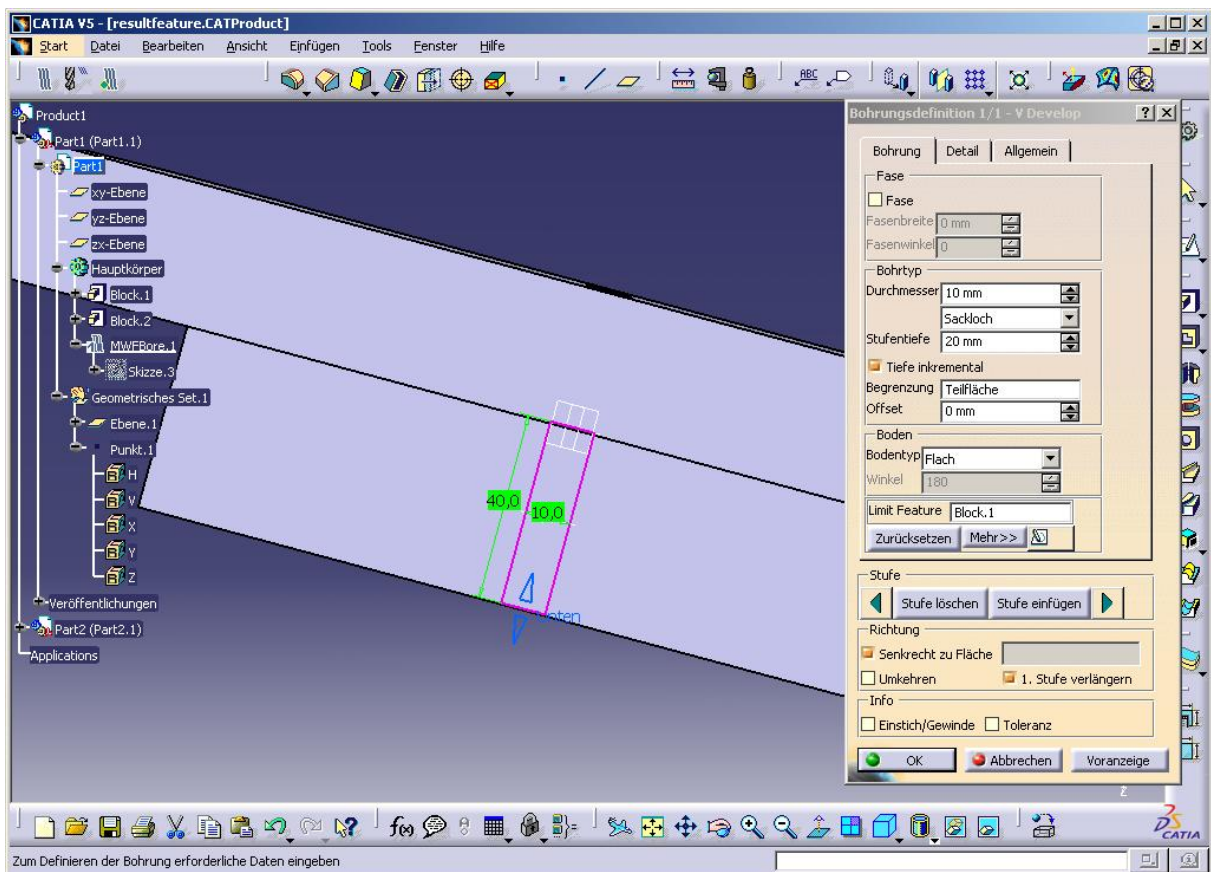 CATIA V5 - [resultfeature.CATProduct]
Start Datei Bearbeiten Ansicht Einfügen Tools Fenster Hilfe
ABC
Product1
Part1 (Part1.1)
Part1
xy-Ebene
yz-Ebene
zx-Ebene
Hauptkörper
Block.1
Block.2
MWFBore.1
Skizze.3
Geometrisches Set.1
Ebene.1
Punkt.1
H
V
X
Y
Z
Veröffentlichungen
Part2 (Part2.1)
Applications
40,0
10,0
Unten
Bohrungsdefinition 1/1 - V Develop
Bohrung Detail Allgemein
Fase
Fase
Fasenbreite 0 mm
Fasenwinkel 0
Bohrtyp
Durchmesser 10 mm
Sackloch
Stufentiefe 20 mm
Tiefe inkremental
Begrenzung Teilfläche
Offset 0 mm
Boden
Bodentyp Flach
Winkel 180
Limit Feature Block.1
Zurücksetzen Mehr>>
Stufe
Stufe löschen Stufe einfügen
Richtung
Senkrecht zu Fläche
Umkehren 1. Stufe verlängern
Info
Einstich/Gewinde Toleranz
OK Abbrechen Voranzeige
z
f(x)
DS CATIA
Zum Definieren der Bohrung erforderliche Daten eingeben